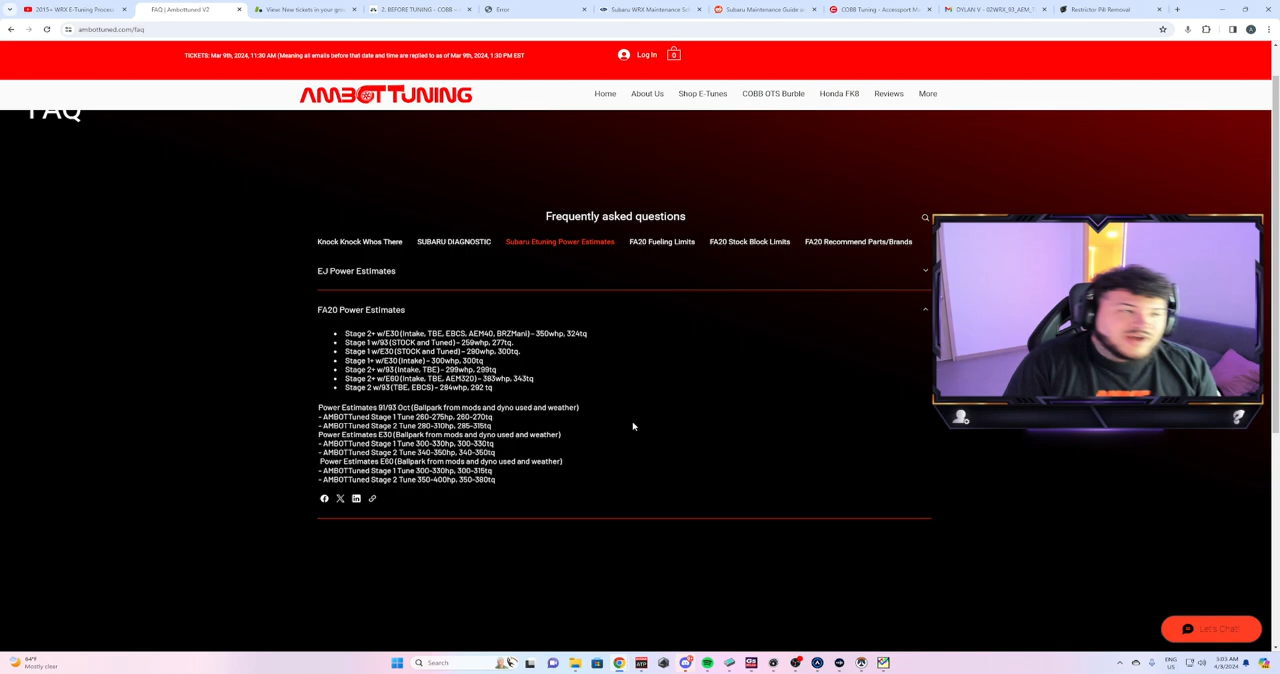 2015+ WRX E-Tuning Process
FAQ | Ambottuned V2
View: New tickets in your grou
2. BEFORE TUNING - COBB –
Error
Subaru WRX Maintenance Sc
Subaru Maintenance Guide a
COBB Tuning - Accessport M
DYLAN V - 02WRX_93_AEM_
Restrictor Pill Removal
ambottuned.com/faq
TICKETS: Mar 9th, 2024, 11:30 AM (Meaning all emails before that date and time are replied to as of Mar 9th, 2024, 1:30 PM EST
Log In
0
AMBOTTUNING
Home
About Us
Shop E-Tunes
COBB OTS Burble
Honda FK8
Reviews
More
FAQ
Frequently asked questions
Knock Knock Whos There
SUBARU DIAGNOSTIC
Subaru Etuning Power Estimates
FA20 Fueling Limits
FA20 Stock Block Limits
FA20 Recommend Parts/Brands
EJ Power Estimates
FA20 Power Estimates
• Stage 2+ w/E30 (Intake, TBE, EBCS, AEM40, BRZMani) – 350whp, 324tq
• Stage 1 w/93 (STOCK and Tuned) – 259whp, 277tq.
• Stage 1 w/E30 (STOCK and Tuned) – 290whp, 300tq.
• Stage 1+ w/E30 (Intake) – 300whp, 300tq
• Stage 2+ w/93 (Intake, TBE) – 299whp, 299tq
• Stage 2+ w/E60 (Intake, TBE, AEM320) – 383whp, 343tq
• Stage 2 w/93 (TBE, EBCS) – 284whp, 292 tq
Power Estimates 91/93 Oct (Ballpark from mods and dyno used and weather)
- AMBOTTuned Stage 1 Tune 260-275hp, 260-270tq
- AMBOTTuned Stage 2 Tune 280-310hp, 285-315tq
Power Estimates E30 (Ballpark from mods and dyno used and weather)
- AMBOTTuned Stage 1 Tune 300-330hp, 300-330tq
- AMBOTTuned Stage 2 Tune 340-350hp, 340-350tq
Power Estimates E60 (Ballpark from mods and dyno used and weather)
- AMBOTTuned Stage 1 Tune 300-330hp, 300-315tq
- AMBOTTuned Stage 2 Tune 350-400hp, 350-380tq
Let's Chat!
64°F
Mostly clear
Search
ENG
US
5:03 AM
4/3/2024